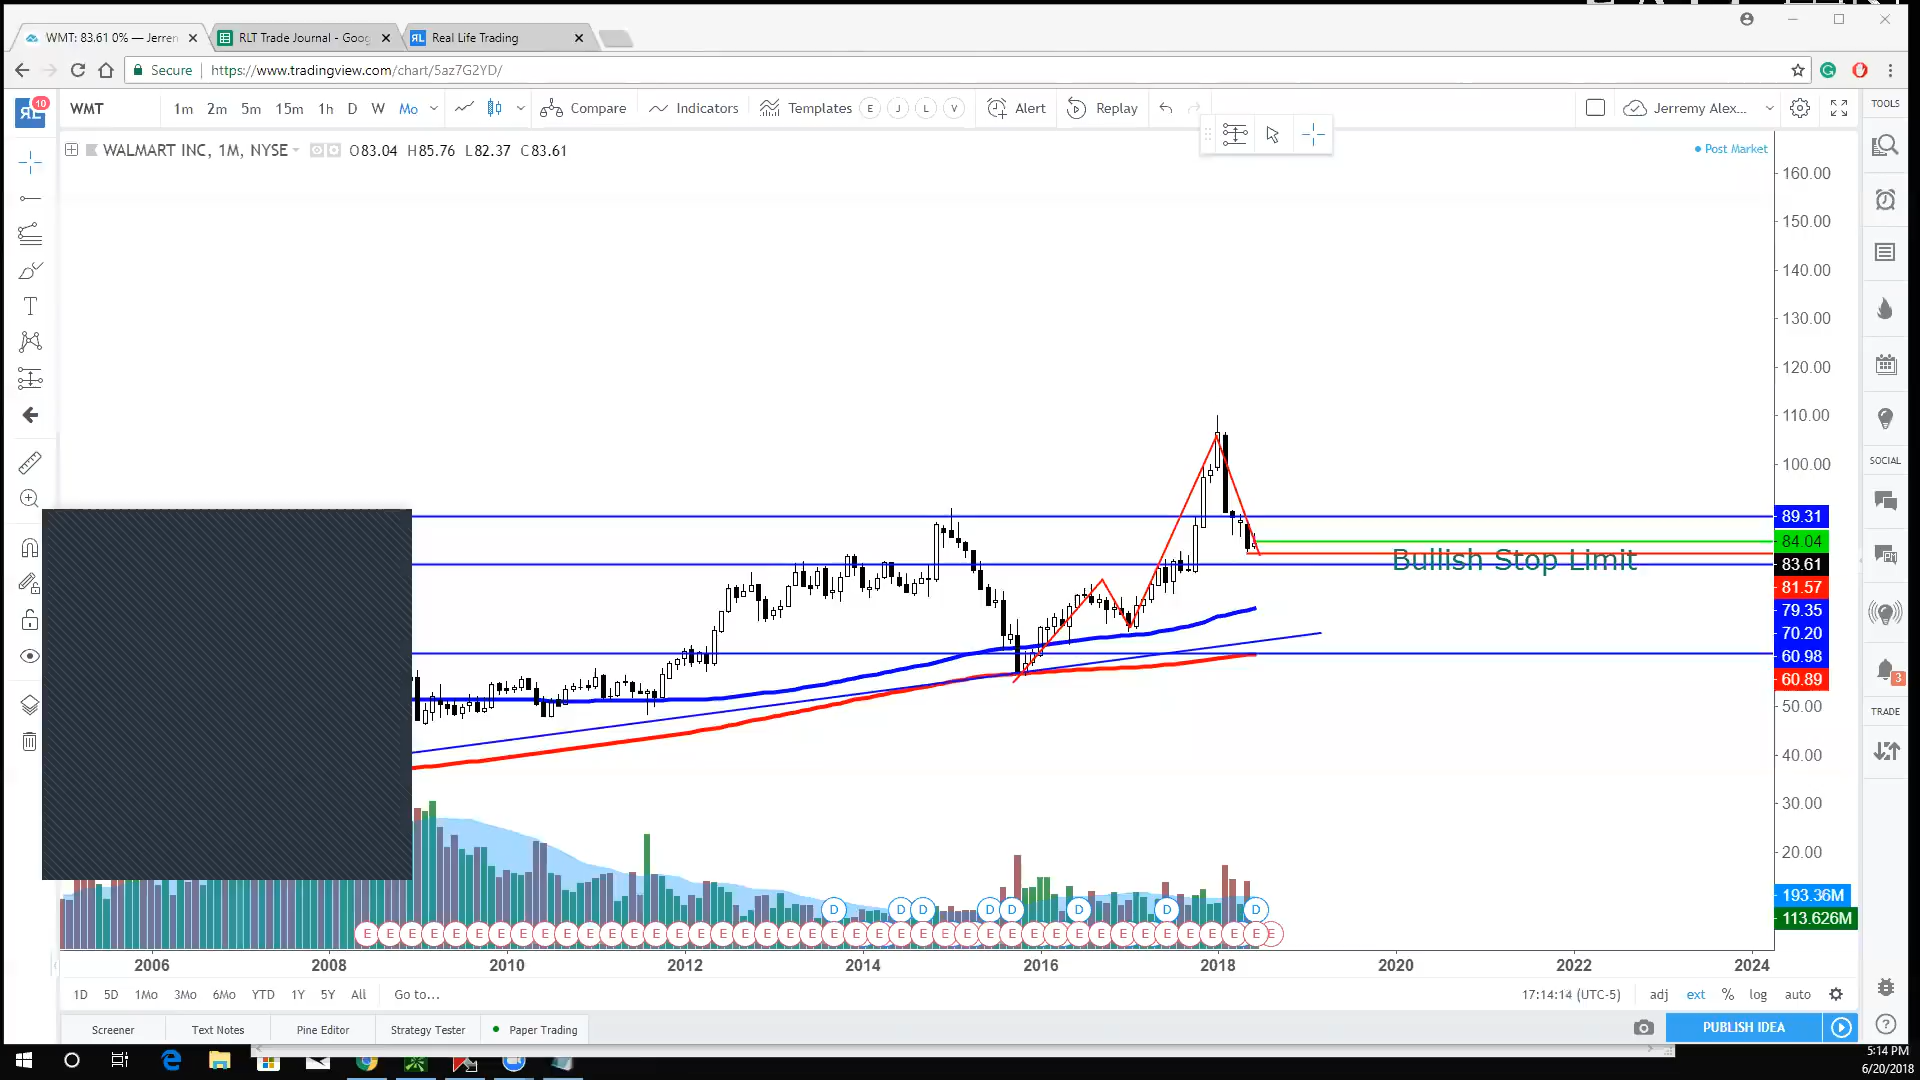 WMT: 83.61 0% — Jerren
RLT Trade Journal - Goog
Real Life Trading
Secure
https://www.tradingview.com/chart/5az7G2YD/
10
WMT
1m 2m 5m 15m 1h D W Mo
Compare
Indicators
Templates E J L V
Alert
Replay
Jerremy Alex...
TOOLS
WALMART INC, 1M, NYSE
O83.04 H85.76 L82.37 C83.61
Post Market
160.00
150.00
140.00
130.00
120.00
110.00
100.00
SOCIAL
89.31
84.04
Bullish Stop Limit
83.61
81.57
79.35
70.20
60.98
60.89
3
50.00
TRADE
40.00
30.00
20.00
193.36M
113.626M
D D D D D D D D
E E E E E E E E E E E E E E E E E E E E E E E E E E E E E E E E E E E E E E E E E E
2006 2008 2010 2012 2014 2016 2018 2020 2022 2024
1D 5D 1Mo 3Mo 6Mo YTD 1Y 5Y All Go to...
17:14:14 (UTC-5) adj ext % log auto
Screener Text Notes Pine Editor Strategy Tester Paper Trading
PUBLISH IDEA
5:14 PM
6/20/2018